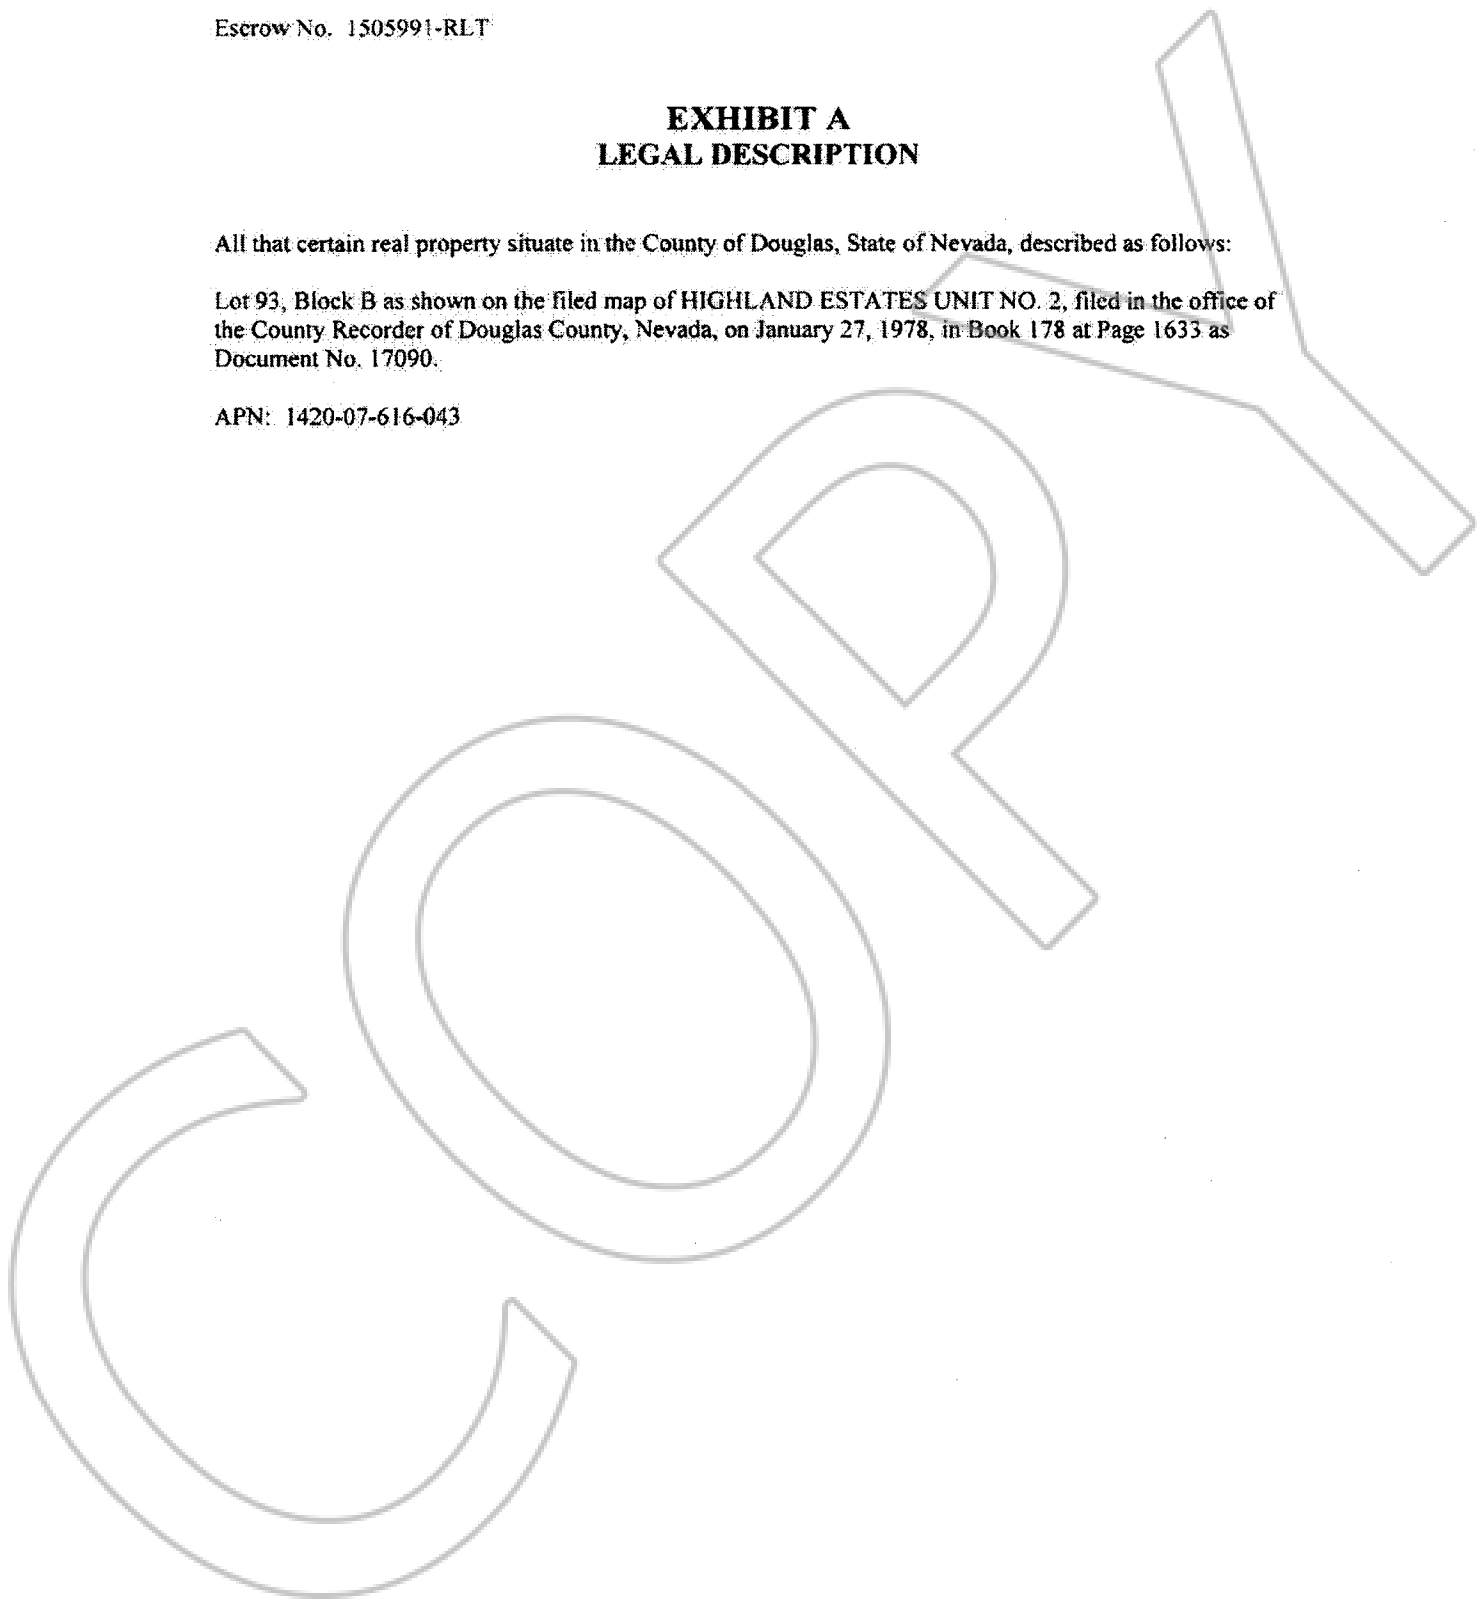 Escrow No. 1505991-RLT
EXHIBIT A
LEGAL DESCRIPTION
All that certain real property situate in the County of Douglas, State of Nevada, described as follows:
Lot 93, Block B as shown on the filed map of HIGHLAND ESTATES UNIT NO. 2, filed in the office of
the County Recorder of Douglas County, Nevada, on January 27, 1978, in Book 178 at Page 1633 as
Document No. 17090.
APN: 1420-07-616-043
COPY